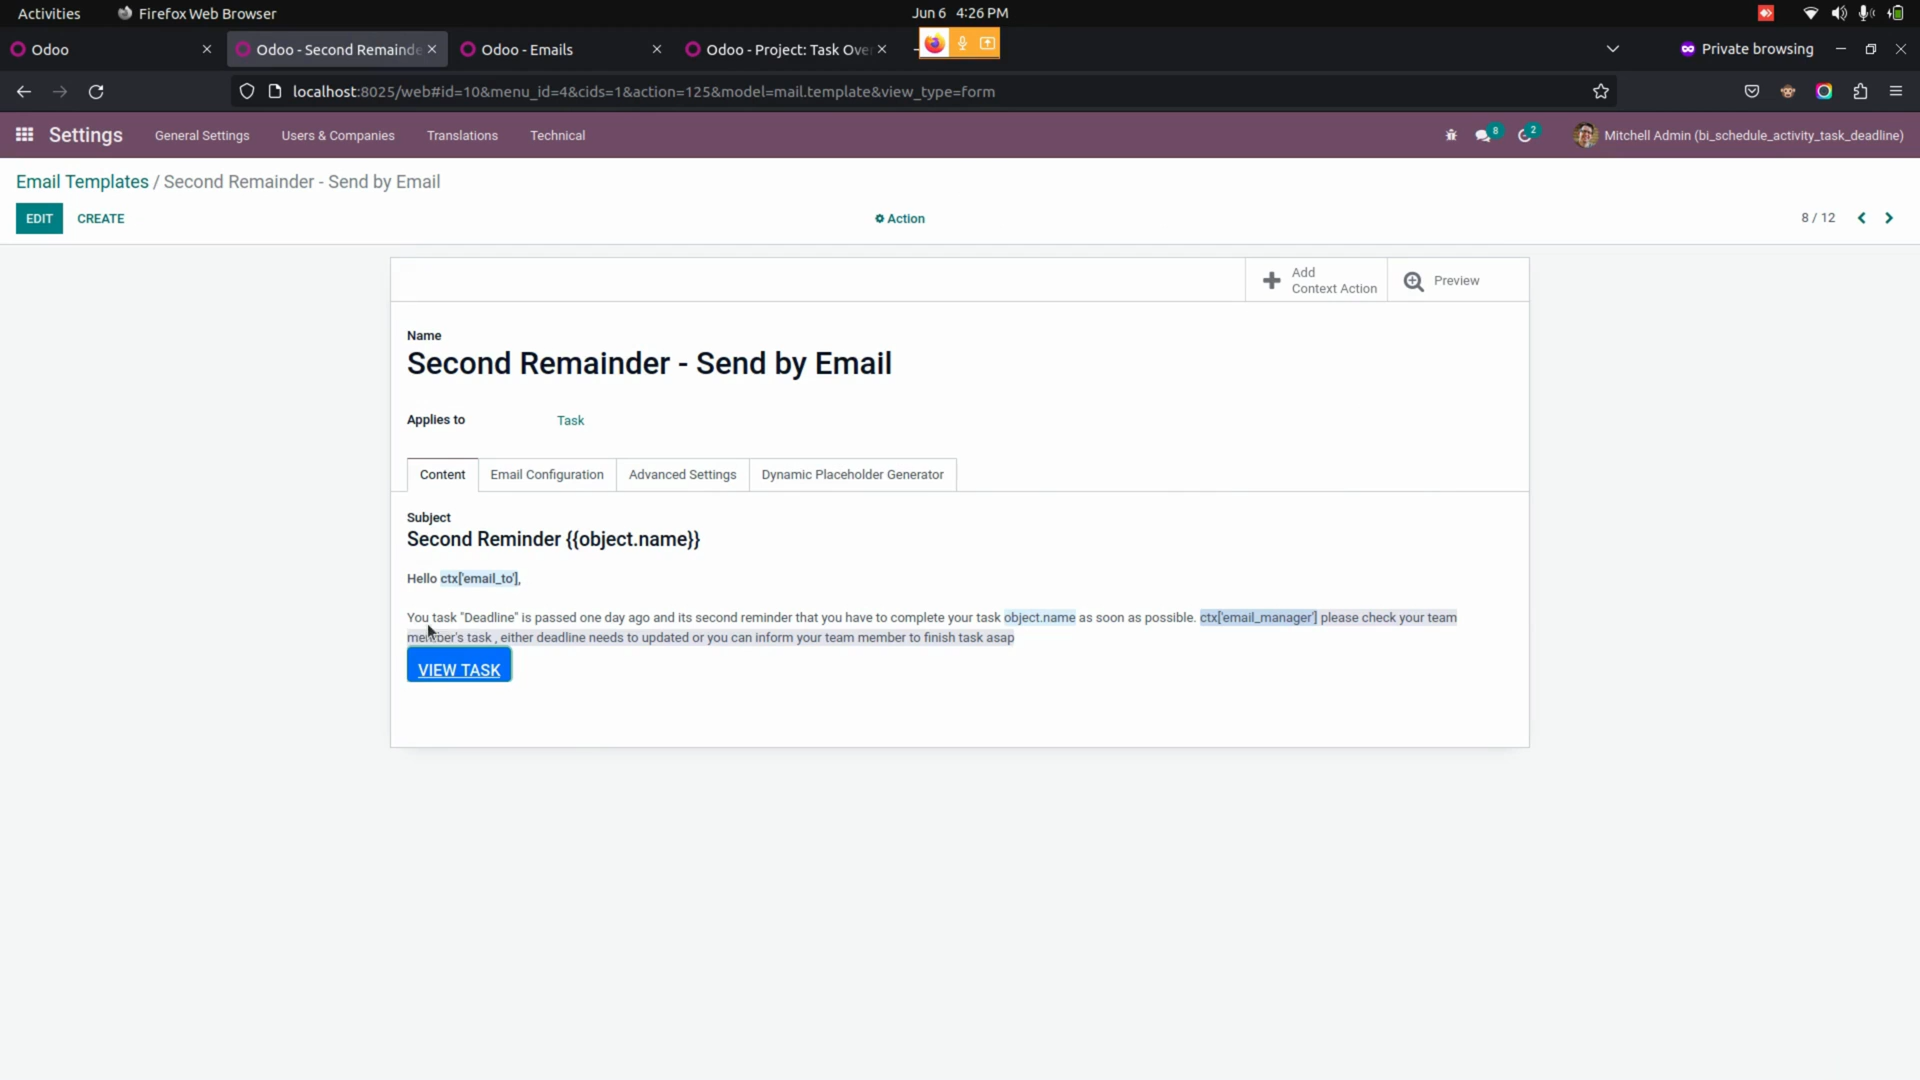 Activities
Firefox Web Browser
Jun 6 4:26 PM
Odoo
Odoo - Second Remainde
Odoo - Emails
Odoo - Project: Task Over
Private browsing
localhost:8025/web#id=10&menu_id=4&cids=1&action=125&model=mail.template&view_type=form
Settings
General Settings
Users & Companies
Translations
Technical
8
2
Mitchell Admin (bi_schedule_activity_task_deadline)
Email Templates / Second Remainder - Send by Email
EDIT
CREATE
Action
8 / 12
Add
Context Action
Preview
Name
Second Remainder - Send by Email
Applies to
Task
Content
Email Configuration
Advanced Settings
Dynamic Placeholder Generator
Subject
Second Reminder {{object.name}}
Hello ctx['email_to'],
You task "Deadline" is passed one day ago and its second reminder that you have to complete your task object.name as soon as possible. ctx['email_manager'] please check your team
member's task , either deadline needs to updated or you can inform your team member to finish task asap
VIEW TASK